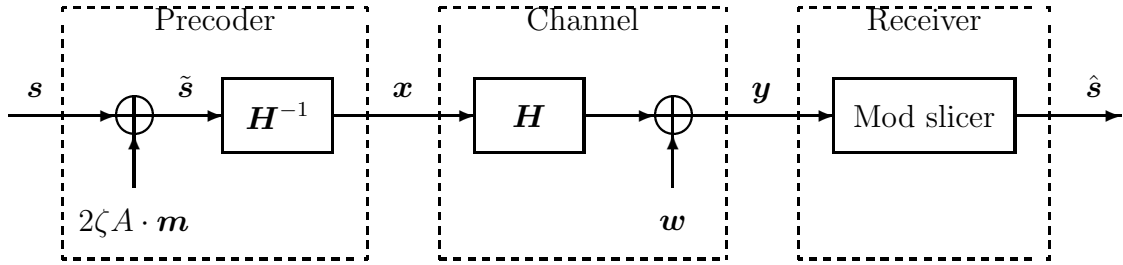 Precoder Channel Receiver
s s̃ x y ŝ
H⁻¹ H Mod slicer
2ζA · m w